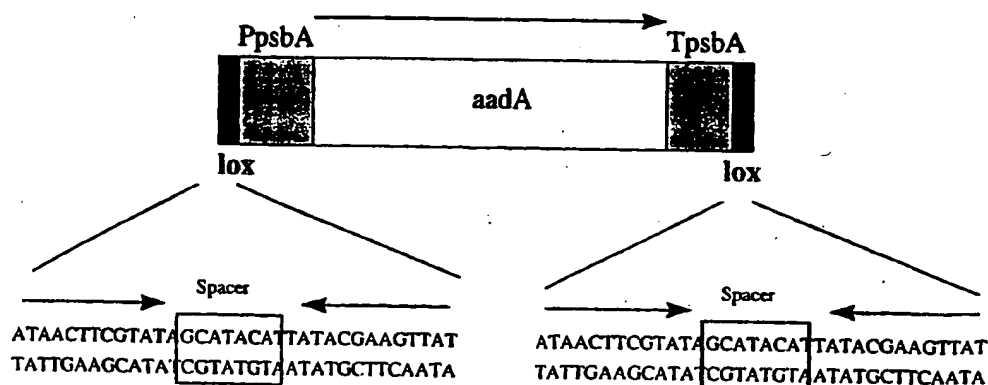 PpsbA TpsbA
aadA
lox lox
Spacer Spacer
ATAACTTCGTATAGCATACATTATACGAAGTTAT ATAACTTCGTATAGCATACATTATACGAAGTTAT
TATTGAAGCATATCGTATGTAATATGCTTCAATA TATTGAAGCATATCGTATGTAATATGCTTCAATA